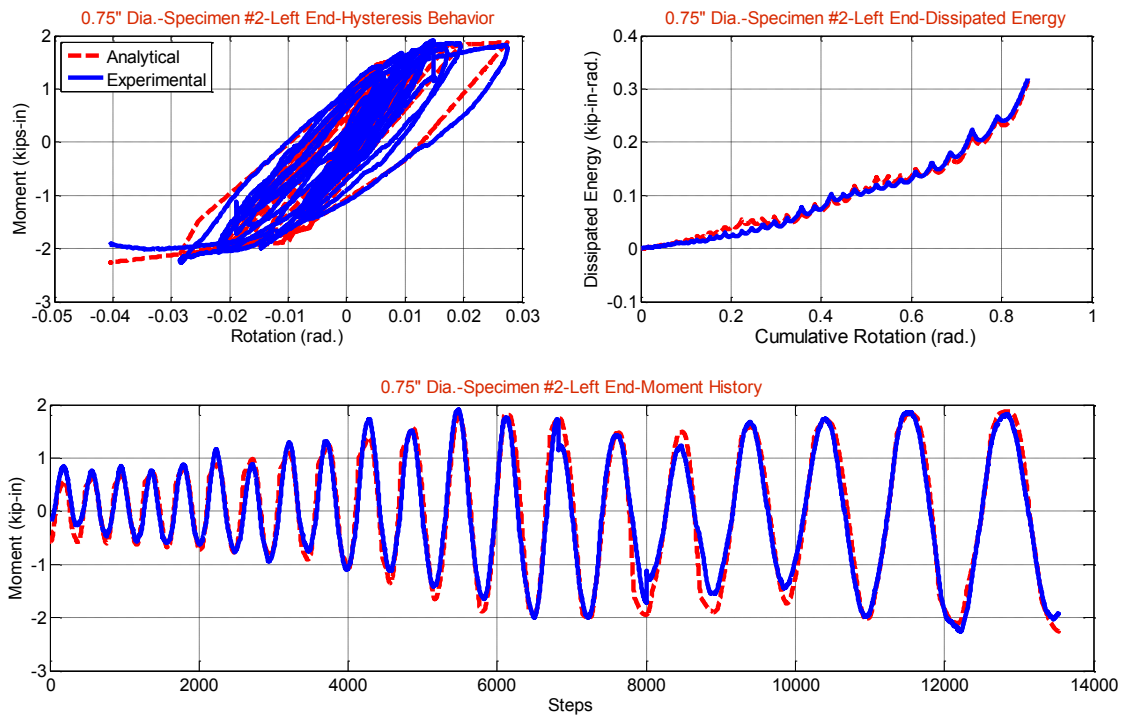 0.75" Dia.-Specimen #2-Left End-Hysteresis Behavior
2
1
0
-1
-2
-3
Moment (kips-in)
Analytical
Experimental
-0.05 -0.04 -0.03 -0.02 -0.01 0 0.01 0.02 0.03
Rotation (rad.)
0.75" Dia.-Specimen #2-Left End-Dissipated Energy
0.4
0.3
0.2
0.1
0
-0.1
Dissipated Energy (kip-in-rad.)
0 0.2 0.4 0.6 0.8 1
Cumulative Rotation (rad.)
0.75" Dia.-Specimen #2-Left End-Moment History
2
1
0
-1
-2
-3
Moment (kip-in)
0 2000 4000 6000 8000 10000 12000 14000
Steps